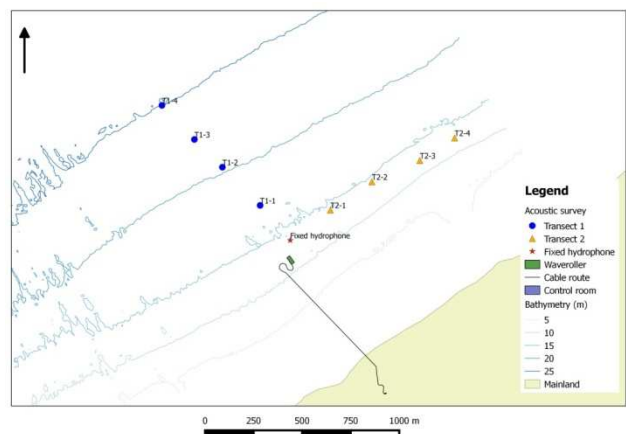 T1-4
T1-3
T1-2
T1-1
T2-4
T2-3
T2-2
T2-1
Fixed hydrophone
Legend
Acoustic survey
Transect 1
Transect 2
Fixed hydrophone
Waveroller
Cable route
Control room
Bathymetry (m)
5
10
15
20
25
Mainland
0 250 500 750 1000 m